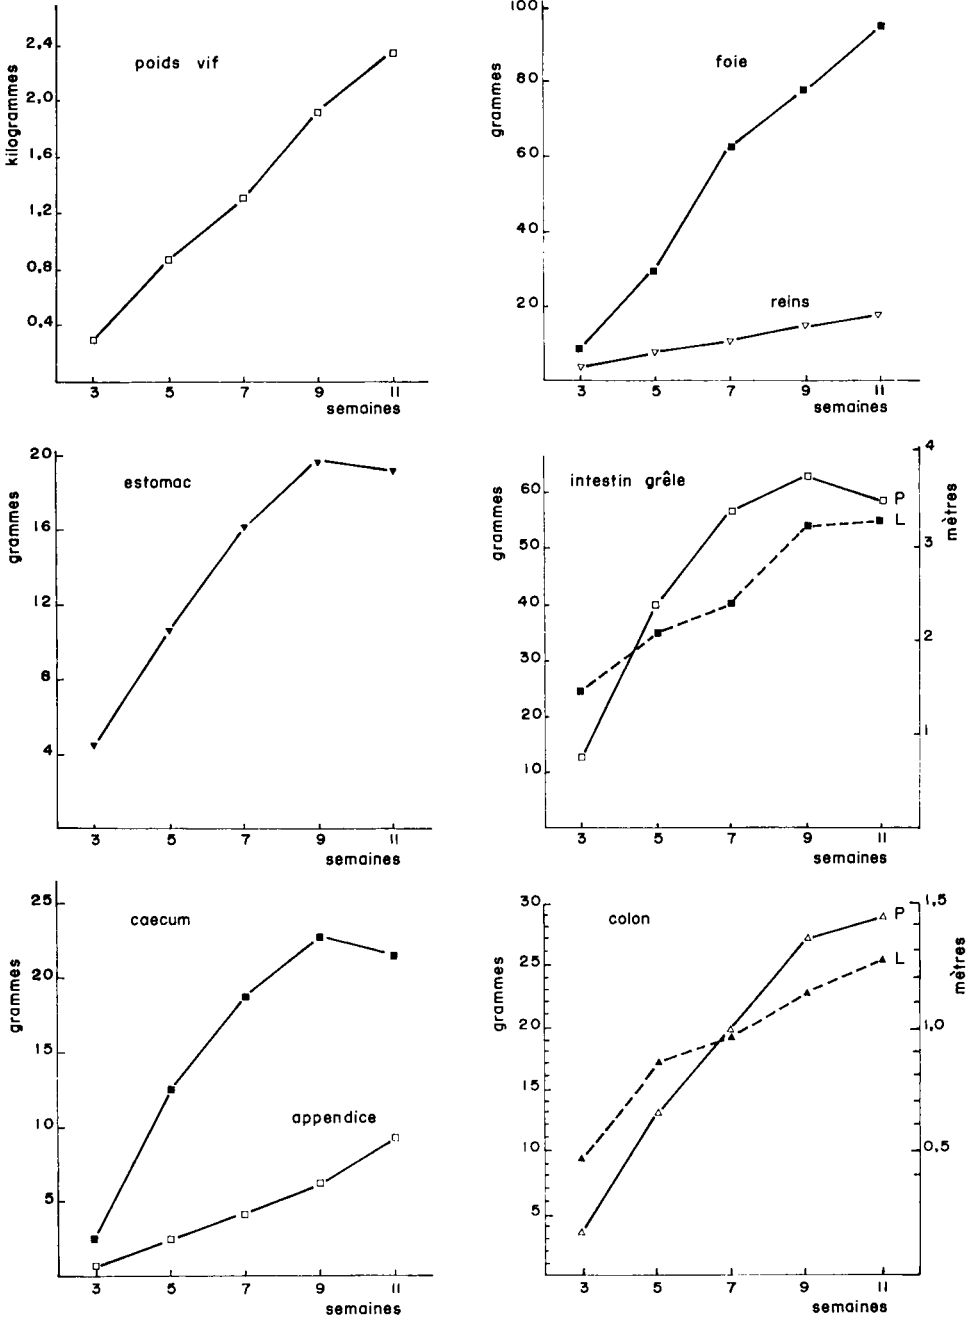 poids vif
kilogrammes
2,4
2,0
1,6
1,2
0,8
0,4
3 5 7 9 11
semaines
foie
reins
grammes
100
80
60
40
20
3 5 7 9 11
semaines
estomac
grammes
20
16
12
8
4
3 5 7 9 11
semaines
intestin grêle
P
L
grammes
60
50
40
30
20
10
mètres
4
3
2
1
3 5 7 9 11
semaines
caecum
appendice
grammes
25
20
15
10
5
3 5 7 9 11
semaines
colon
P
L
grammes
30
25
20
15
10
5
mètres
1,5
1,0
0,5
3 5 7 9 11
semaines